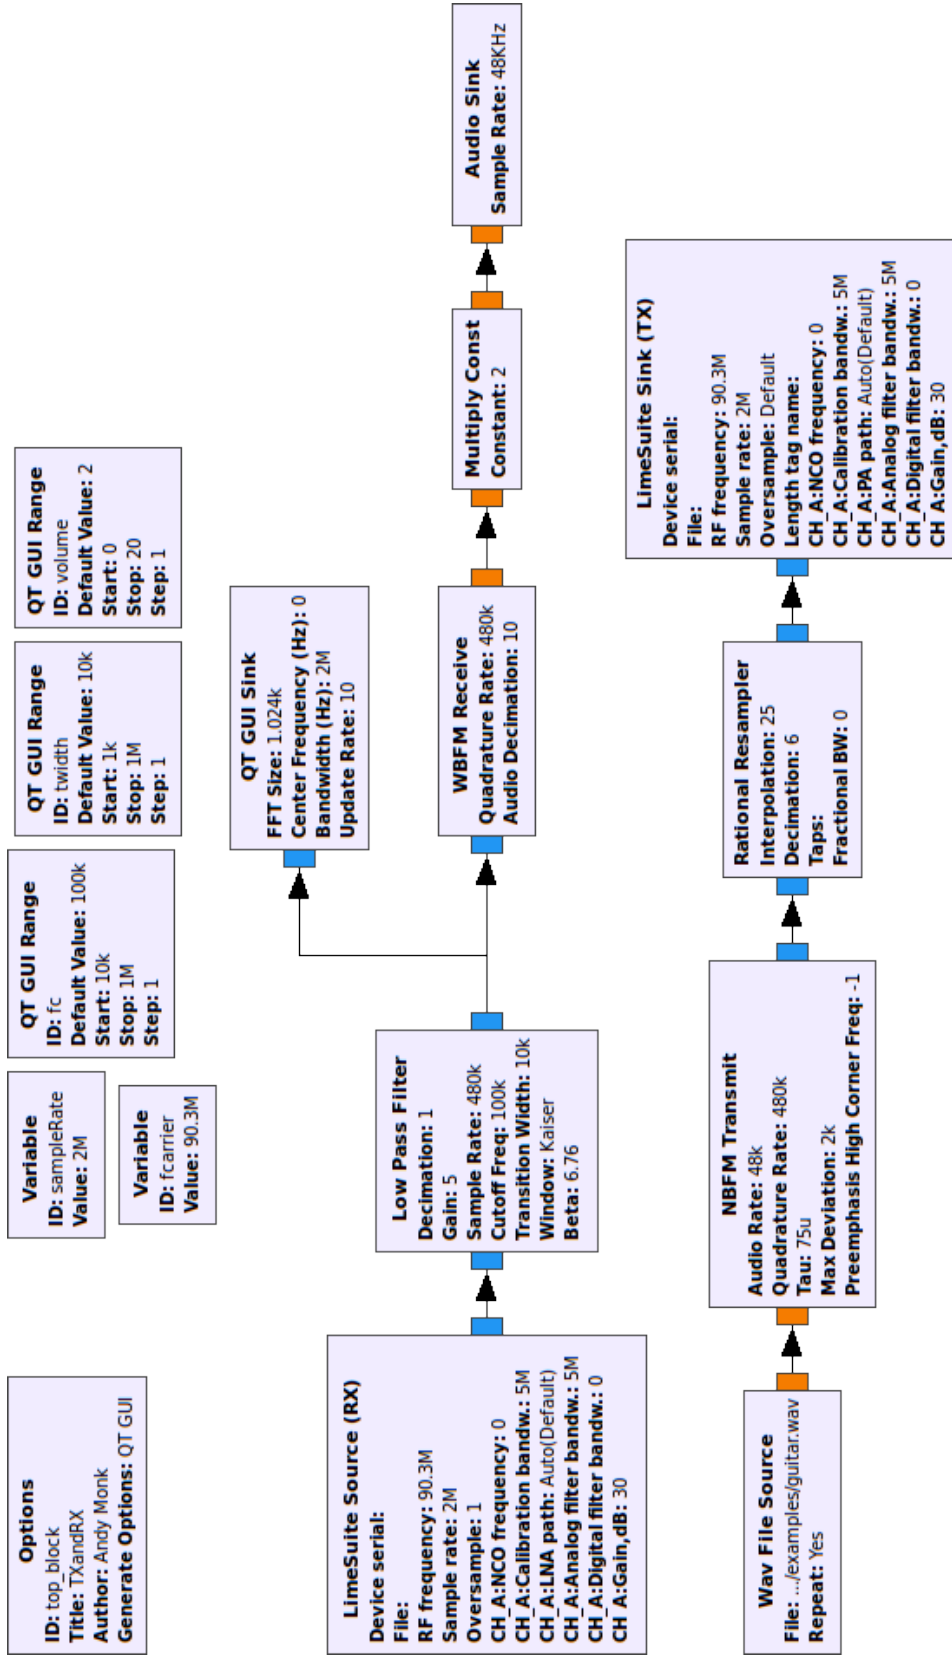 Options
ID: top_block
Title: TXandRX
Author: Andy Monk
Generate Options: QT GUI
Variable
ID: sampleRate
Value: 2M
Variable
ID: fcarrier
Value: 90.3M
QT GUI Range
ID: fc
Default Value: 100k
Start: 10k
Stop: 1M
Step: 1
QT GUI Range
ID: twidth
Default Value: 10k
Start: 1k
Stop: 1M
Step: 1
QT GUI Range
ID: volume
Default Value: 2
Start: 0
Stop: 20
Step: 1
QT GUI Sink
FFT Size: 1.024k
Center Frequency (Hz): 0
Bandwidth (Hz): 2M
Update Rate: 10
LimeSuite Source (RX)
Device serial:
File:
RF frequency: 90.3M
Sample rate: 2M
Oversample: 1
CH_A:NCO frequency: 0
CH_A:Calibration bandw.: 5M
CH_A:LNA path: Auto(Default)
CH_A:Analog filter bandw.: 5M
CH_A:Digital filter bandw.: 0
CH_A:Gain,dB: 30
Low Pass Filter
Decimation: 1
Gain: 5
Sample Rate: 480k
Cutoff Freq: 100k
Transition Width: 10k
Window: Kaiser
Beta: 6.76
WBFM Receive
Quadrature Rate: 480k
Audio Decimation: 10
Multiply Const
Constant: 2
Audio Sink
Sample Rate: 48KHz
Wav File Source
File: .../examples/guitar.wav
Repeat: Yes
NBFM Transmit
Audio Rate: 48k
Quadrature Rate: 480k
Tau: 75u
Max Deviation: 2k
Preemphasis High Corner Freq: -1
Rational Resampler
Interpolation: 25
Decimation: 6
Taps:
Fractional BW: 0
LimeSuite Sink (TX)
Device serial:
File:
RF frequency: 90.3M
Sample rate: 2M
Oversample: Default
Length tag name:
CH_A:NCO frequency: 0
CH_A:Calibration bandw.: 5M
CH_A:PA path: Auto(Default)
CH_A:Analog filter bandw.: 5M
CH_A:Digital filter bandw.: 0
CH_A:Gain,dB: 30